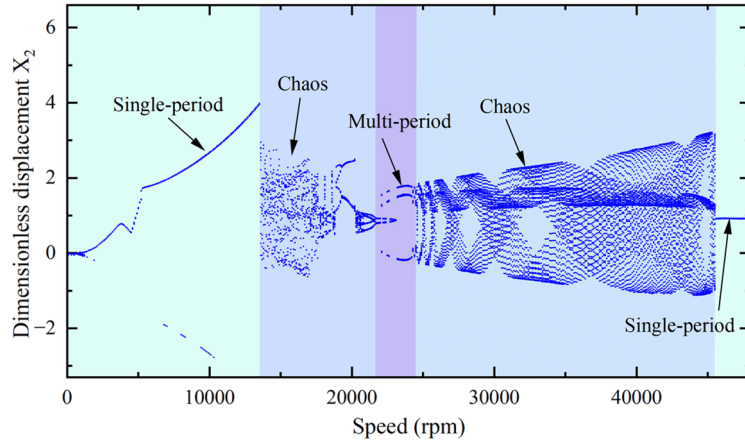 Dimensionless displacement X₂
6
4
2
0
−2
Single-period
Chaos
Multi-period
Chaos
Single-period
0
10000
20000
30000
40000
Speed (rpm)